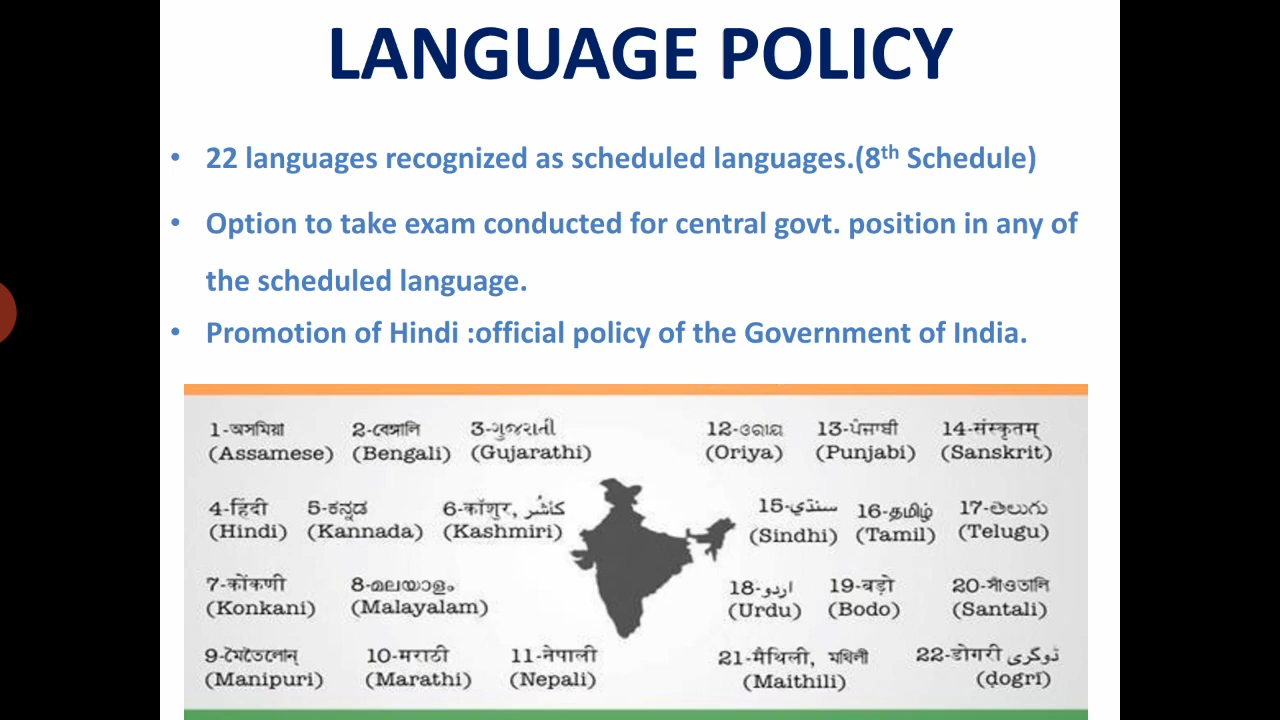 LANGUAGE POLICY
• 22 languages recognized as scheduled languages.(8th Schedule)
• Option to take exam conducted for central govt. position in any of
the scheduled language.
• Promotion of Hindi :official policy of the Government of India.
1-অসমিয়া 2-বেঙ্গালি 3-ગુજરાતી 12-ଓରାୟ 13-ਪੰਜਾਬੀ 14-संस्कृतम्
(Assamese) (Bengali) (Gujarathi) (Oriya) (Punjabi) (Sanskrit)
4-हिंदी 5-ಕನ್ನಡ 6-कॉशुर, كأشُر 15-سنڌي 16-தமிழ் 17-తెలుగు
(Hindi) (Kannada) (Kashmiri) (Sindhi) (Tamil) (Telugu)
7-कोंकणी 8-മലയാളം 18-اردو 19-बड़ो 20-সাঁওতালি
(Konkani) (Malayalam) (Urdu) (Bodo) (Santali)
9-মৈতৈলোন্ 10-मराठी 11-नेपाली 21-मैथिली, 22-डोगरी ڈوگری
(Manipuri) (Marathi) (Nepali) (Maithili) (dogrī)